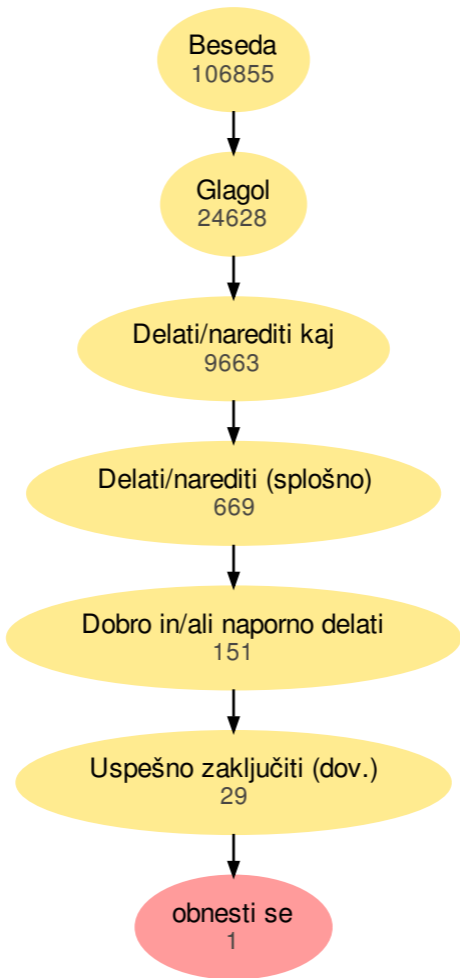 Beseda
106855
Glagol
24628
Delati/narediti kaj
9663
Delati/narediti (splošno)
669
Dobro in/ali naporno delati
151
Uspešno zaključiti (dov.)
29
obnesti se
1